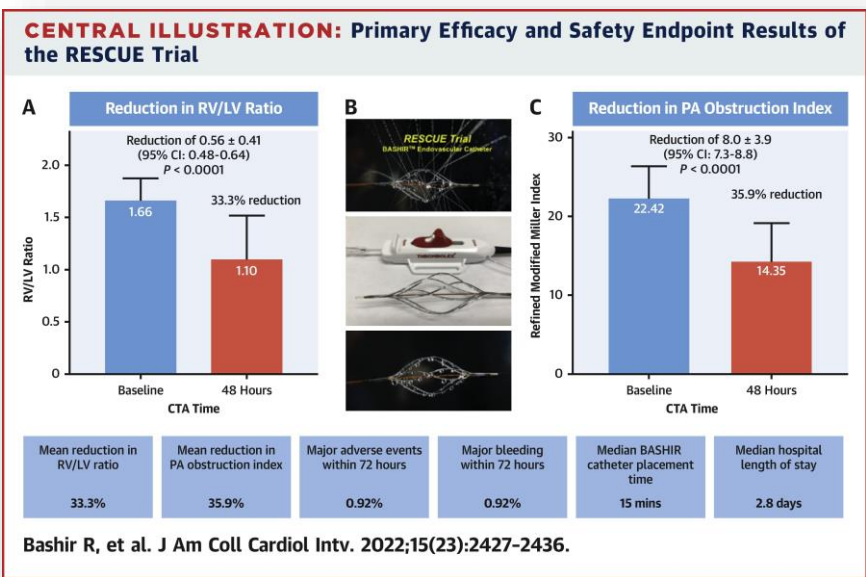 CENTRAL ILLUSTRATION: Primary Efficacy and Safety Endpoint Results of
the RESCUE Trial
A
Reduction in RV/LV Ratio
Reduction of 0.56 ± 0.41
(95% CI: 0.48-0.64)
P < 0.0001
33.3% reduction
RV/LV Ratio
2.0
1.5
1.0
0.5
0
1.66
1.10
Baseline
48 Hours
CTA Time
B
RESCUE Trial
BASHIR™ Endovascular Catheter
THROMBOLEX
C
Reduction in PA Obstruction Index
Reduction of 8.0 ± 3.9
(95% CI: 7.3-8.8)
P < 0.0001
35.9% reduction
Refined Modified Miller Index
30
20
10
0
22.42
14.35
Baseline
48 Hours
CTA Time
Mean reduction in
RV/LV ratio
33.3%
Mean reduction in
PA obstruction index
35.9%
Major adverse events
within 72 hours
0.92%
Major bleeding
within 72 hours
0.92%
Median BASHIR
catheter placement
time
15 mins
Median hospital
length of stay
2.8 days
Bashir R, et al. J Am Coll Cardiol Intv. 2022;15(23):2427-2436.